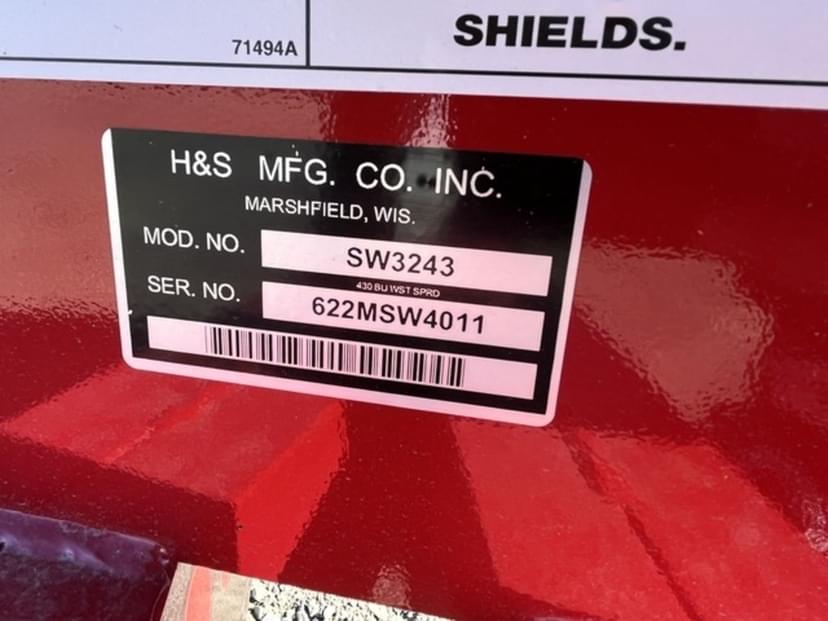 71494A
SHIELDS.
H&S MFG. CO. INC.
MARSHFIELD, WIS.
MOD. NO. SW3243
430 BU WST SPRD
SER. NO. 622MSW4011